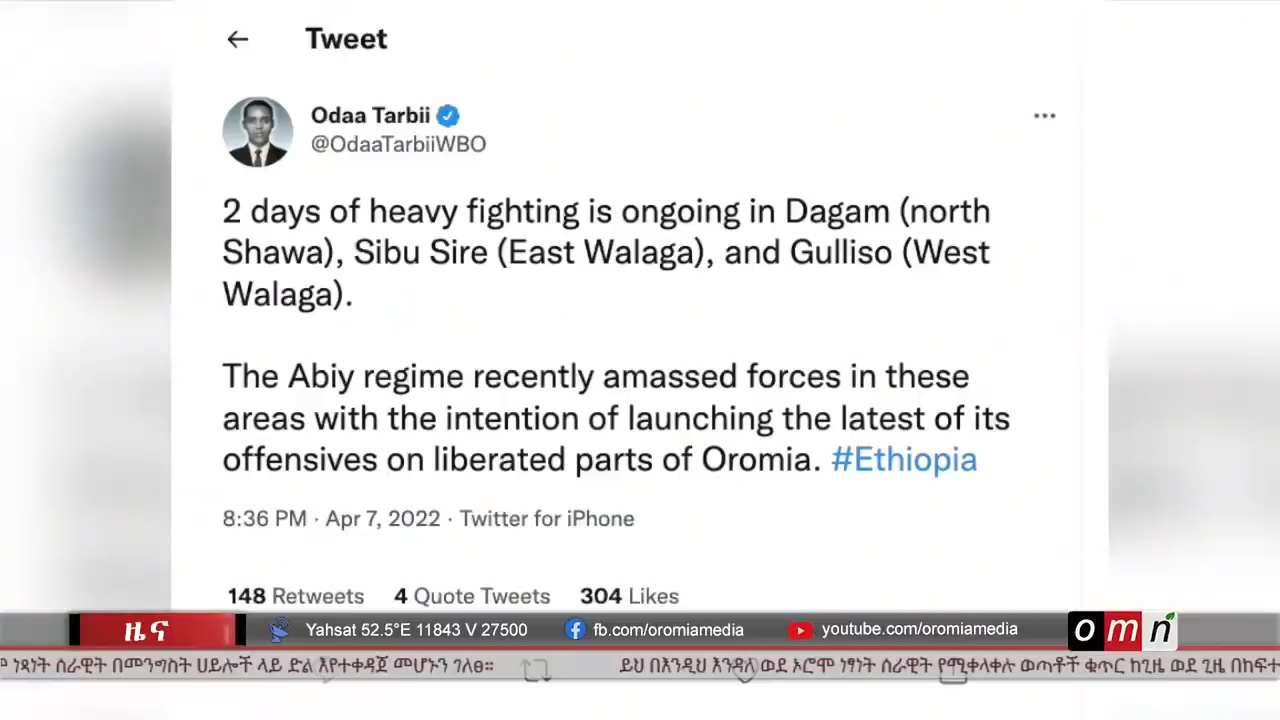 Tweet
Odaa Tarbii
@OdaaTarbiiWBO
2 days of heavy fighting is ongoing in Dagam (north
Shawa), Sibu Sire (East Walaga), and Gulliso (West
Walaga).
The Abiy regime recently amassed forces in these
areas with the intention of launching the latest of its
offensives on liberated parts of Oromia. #Ethiopia
8:36 PM · Apr 7, 2022 · Twitter for iPhone
148 Retweets 4 Quote Tweets 304 Likes
ዜና Yahsat 52.5°E 11843 V 27500 fb.com/oromiamedia youtube.com/oromiamedia omn
ነጻነት ሰራዊት በመንግስት ሀይሎች ላይ ድል እየተቀዳጀ መሆኑን ገለፀ። ይህ በእንዲህ እንዳለ ወደ ኦሮሞ ነፃነት ሰራዊት የሚቀላቀሉ ወጣቶች ቁጥር ከጊዜ ወደ ጊዜ በከፍተ